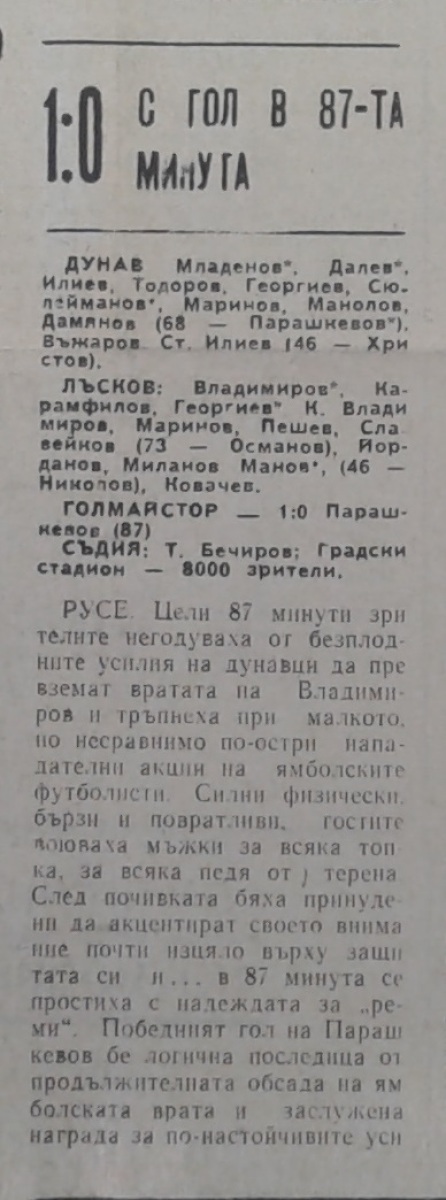 1:0 С ГОЛ В 87-ТА
МИНУТА
ДУНАВ Младенов*, Далев*,
Илиев, Тодоров, Георгиев, Сю-
лейманов*, Маринов, Манолов,
Дамянов (68 — Парашкевов*),
Въжаров. Ст. Илиев (46 — Хри
стов).
ЛЪСКОВ: Владимиров*, Ка-
рамфилов, Георгиев* К. Влади
миров, Маринов, Пешев, Сла-
вейков (73 — Османов), Йор-
данов, Миланов Манов*, (46 —
Николов), Ковачев.
ГОЛМАЙСТОР — 1:0 Параш-
кевов (87)
СЪДИЯ: Т. Бечиров; Градски
стадион — 8000 зрители.
РУСЕ. Цели 87 минути зри
телите негодуваха от безплод-
ните усилия на дунавци да пре
вземат вратата на Владими-
ров и тръпнеха при малкото,
но несравнимо по-остри напа-
дателни акции на ямболските
футболисти. Силни физически,
бързи и повратливи, гостите
воюваха мъжки за всяка топ
ка, за всяка педя от терена.
След почивката бяха принуде
ни да акцентират своето внима
ние почти изцяло върху защи
тата си и... в 87 минута се
простиха с надеждата за „ре-
ми“. Победният гол на Параш
кевов бе логична последица от
продължителната обсада на ям
болската врата и заслужена
награда за по-настойчивите уси